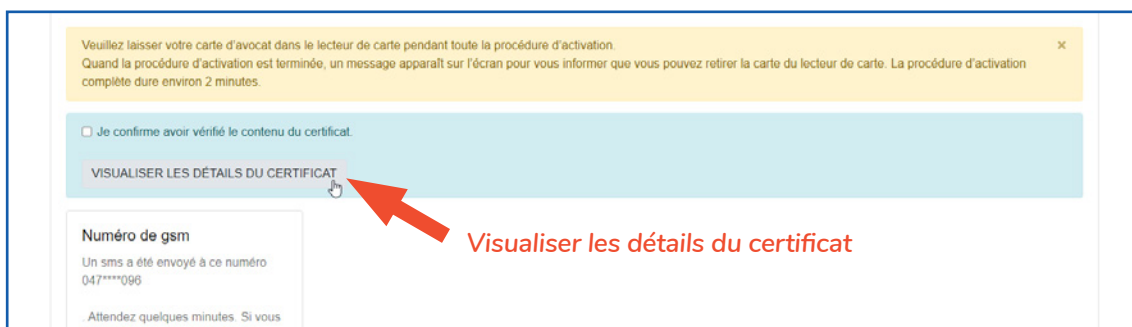 Veuillez laisser votre carte d'avocat dans le lecteur de carte pendant toute la procédure d'activation.
×
Quand la procédure d'activation est terminée, un message apparaît sur l'écran pour vous informer que vous pouvez retirer la carte du lecteur de carte. La procédure d'activation
complète dure environ 2 minutes.
Je confirme avoir vérifié le contenu du certificat.
VISUALISER LES DÉTAILS DU CERTIFICAT
Visualiser les détails du certificat
Numéro de gsm
Un sms a été envoyé à ce numéro
047****096
. Attendez quelques minutes. Si vous